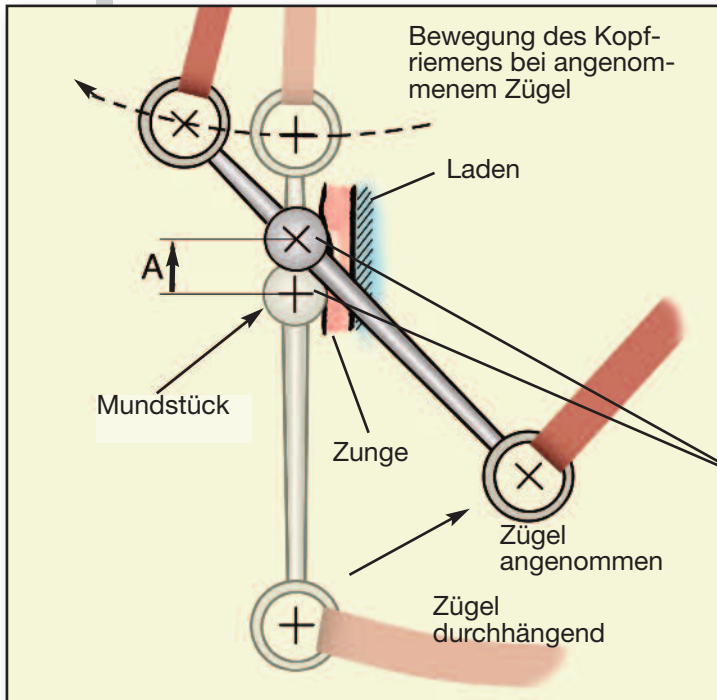 Bewegung des Kopf-
riemens bei angenom-
menem Zügel
Laden
A
Mundstück
Zunge
Zügel
angenommen
Zügel
durchhängend